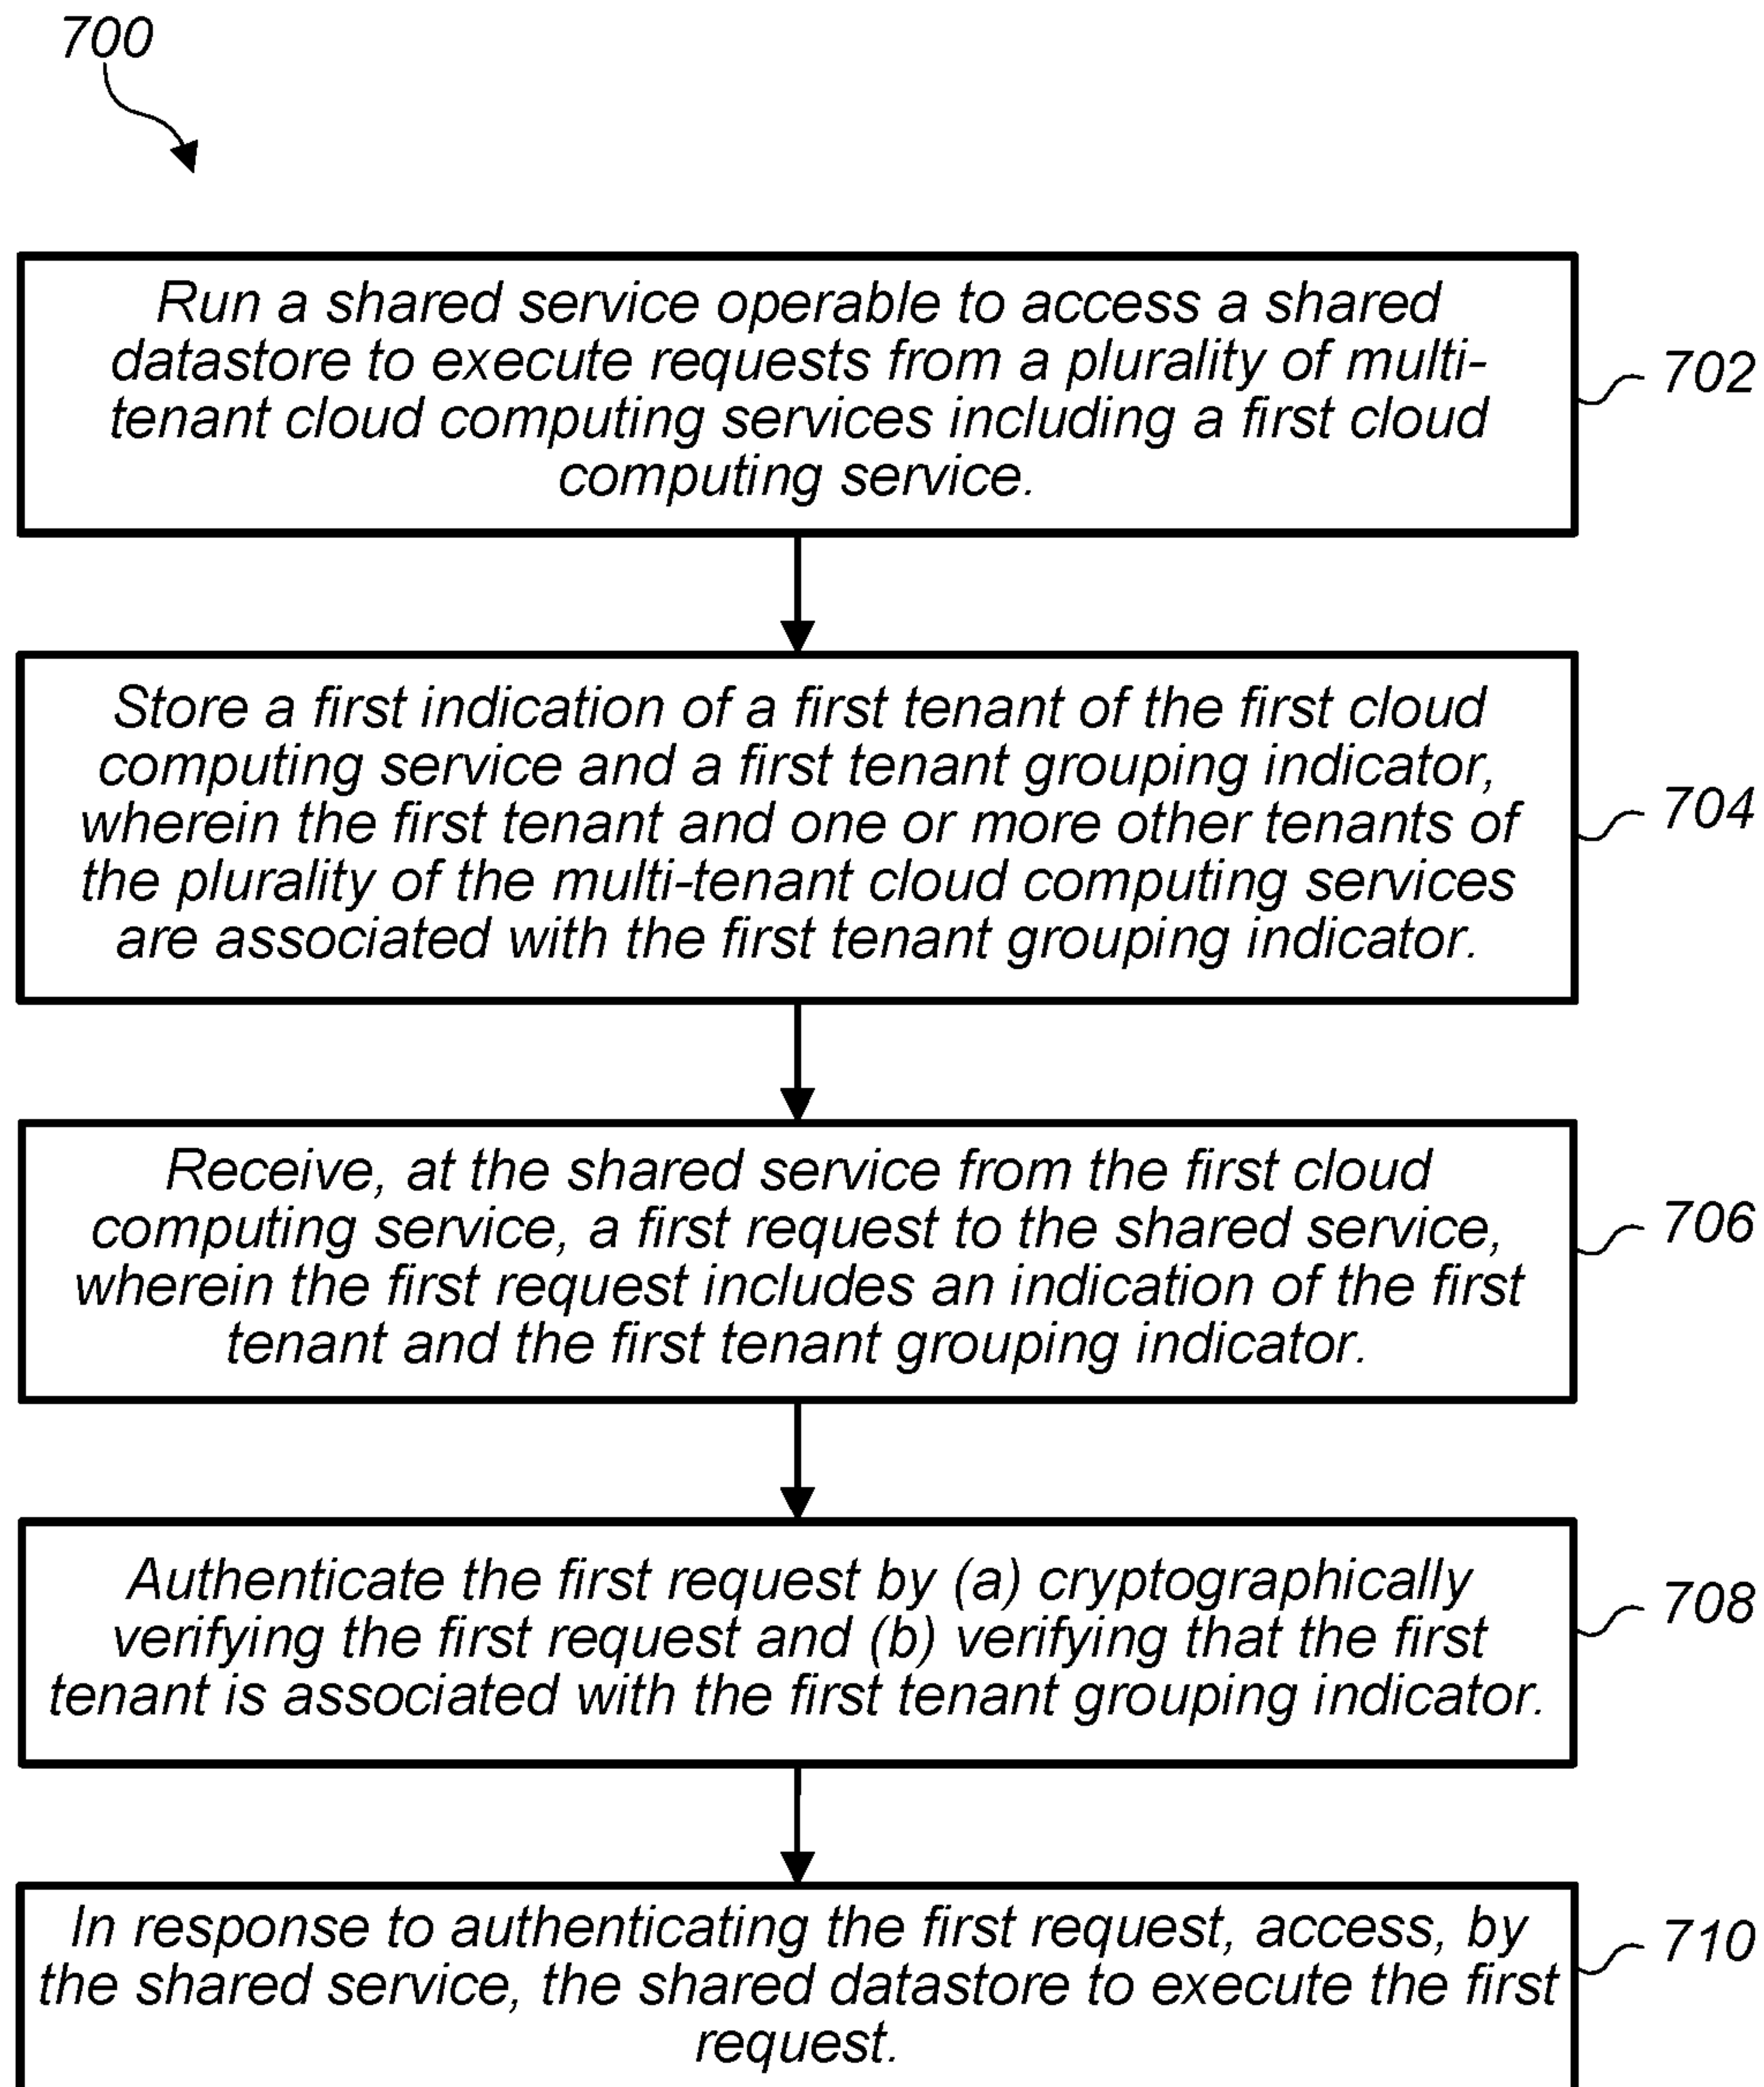 700
Run a shared service operable to access a shared
datastore to execute requests from a plurality of multi-
tenant cloud computing services including a first cloud
computing service.
702
Store a first indication of a first tenant of the first cloud
computing service and a first tenant grouping indicator,
wherein the first tenant and one or more other tenants of
the plurality of the multi-tenant cloud computing services
are associated with the first tenant grouping indicator.
704
Receive, at the shared service from the first cloud
computing service, a first request to the shared service,
wherein the first request includes an indication of the first
tenant and the first tenant grouping indicator.
706
Authenticate the first request by (a) cryptographically
verifying the first request and (b) verifying that the first
tenant is associated with the first tenant grouping indicator.
708
In response to authenticating the first request, access, by
the shared service, the shared datastore to execute the first
request.
710